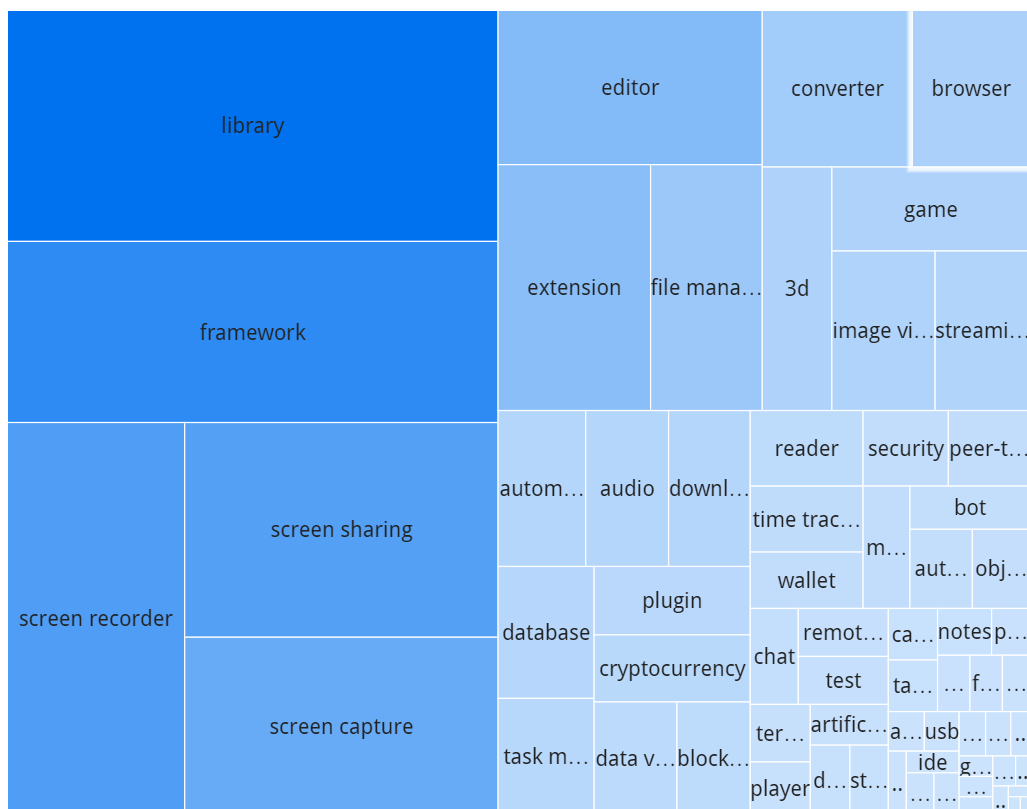 library
editor
converter
browser
framework
extension
file mana…
3d
game
image vi…
streami…
screen recorder
screen sharing
screen capture
autom…
audio
downl…
reader
security
peer-t…
time trac…
m…
bot
wallet
aut…
obj…
database
plugin
cryptocurrency
chat
remot…
test
ca…
notes
p…
ta…
…
f…
…
task m…
data v…
block…
ter…
artific…
a…
usb
…
…
..
player
d…
st…
..
ide
…
…
g…
…
…
..
..